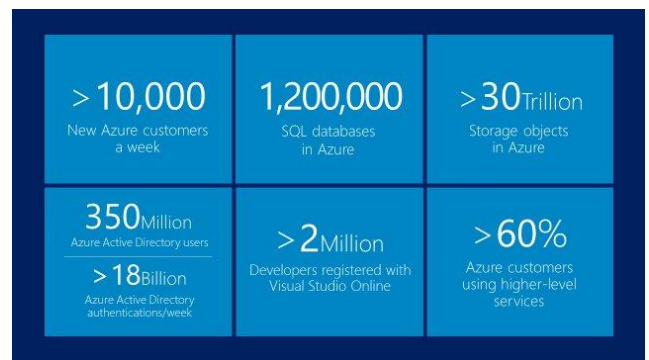 >10,000
New Azure customers
a week
1,200,000
SQL databases
in Azure
>30Trillion
Storage objects
in Azure
350Million
Azure Active Directory users
>18Billion
Azure Active Directory
authentications/week
>2Million
Developers registered with
Visual Studio Online
>60%
Azure customers
using higher-level
services